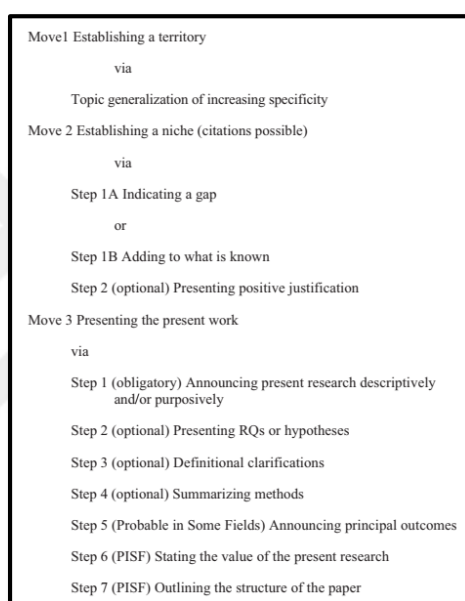 Move1 Establishing a territory
via
Topic generalization of increasing specificity
Move 2 Establishing a niche (citations possible)
via
Step 1A Indicating a gap
or
Step 1B Adding to what is known
Step 2 (optional) Presenting positive justification
Move 3 Presenting the present work
via
Step 1 (obligatory) Announcing present research descriptively
and/or purposively
Step 2 (optional) Presenting RQs or hypotheses
Step 3 (optional) Definitional clarifications
Step 4 (optional) Summarizing methods
Step 5 (Probable in Some Fields) Announcing principal outcomes
Step 6 (PISF) Stating the value of the present research
Step 7 (PISF) Outlining the structure of the paper